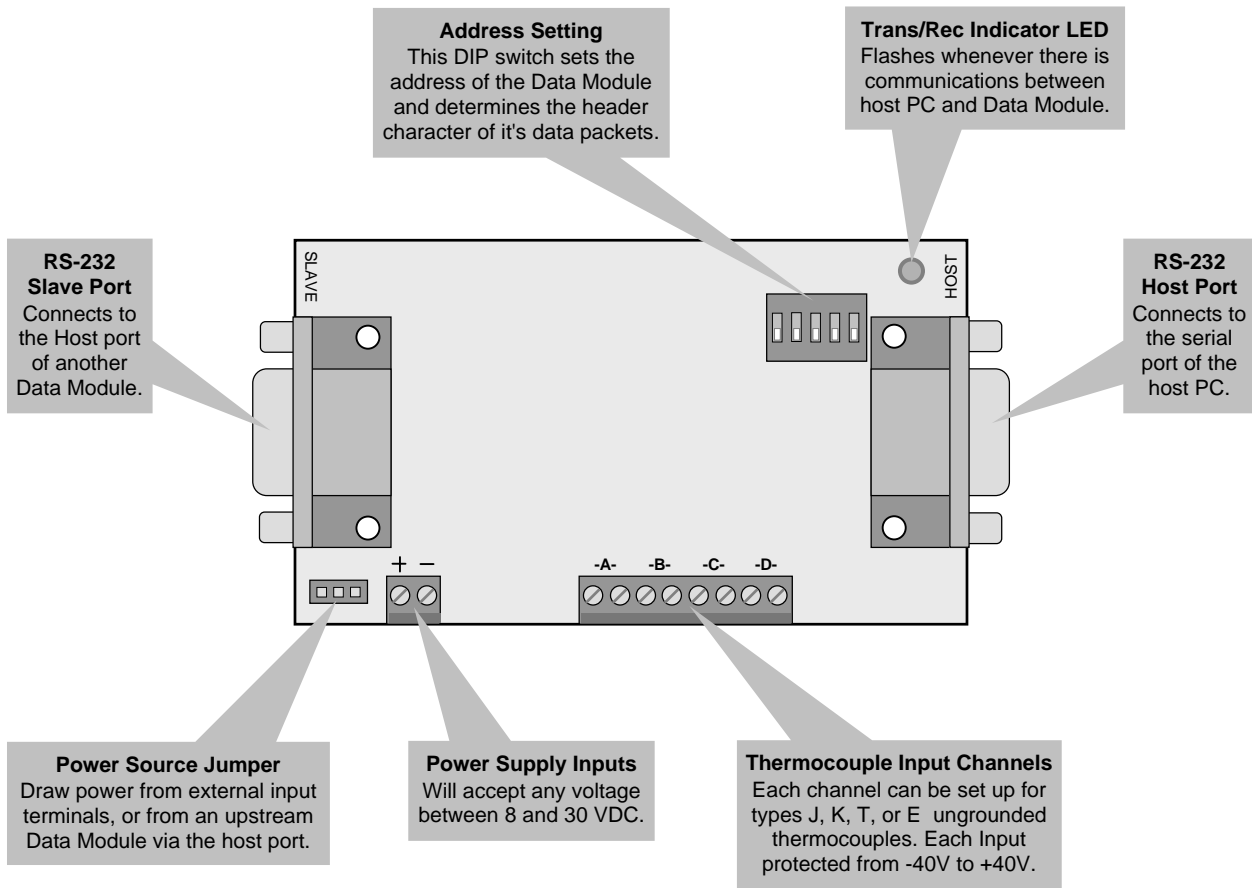 Address Setting
This DIP switch sets the
address of the Data Module
and determines the header
character of it's data packets.
Trans/Rec Indicator LED
Flashes whenever there is
communications between
host PC and Data Module.
RS-232
Slave Port
Connects to
the Host port
of another
Data Module.
SLAVE
HOST
RS-232
Host Port
Connects to
the serial
port of the
host PC.
+ −
-A- -B- -C- -D-
Power Source Jumper
Draw power from external input
terminals, or from an upstream
Data Module via the host port.
Power Supply Inputs
Will accept any voltage
between 8 and 30 VDC.
Thermocouple Input Channels
Each channel can be set up for
types J, K, T, or E ungrounded
thermocouples. Each Input
protected from -40V to +40V.